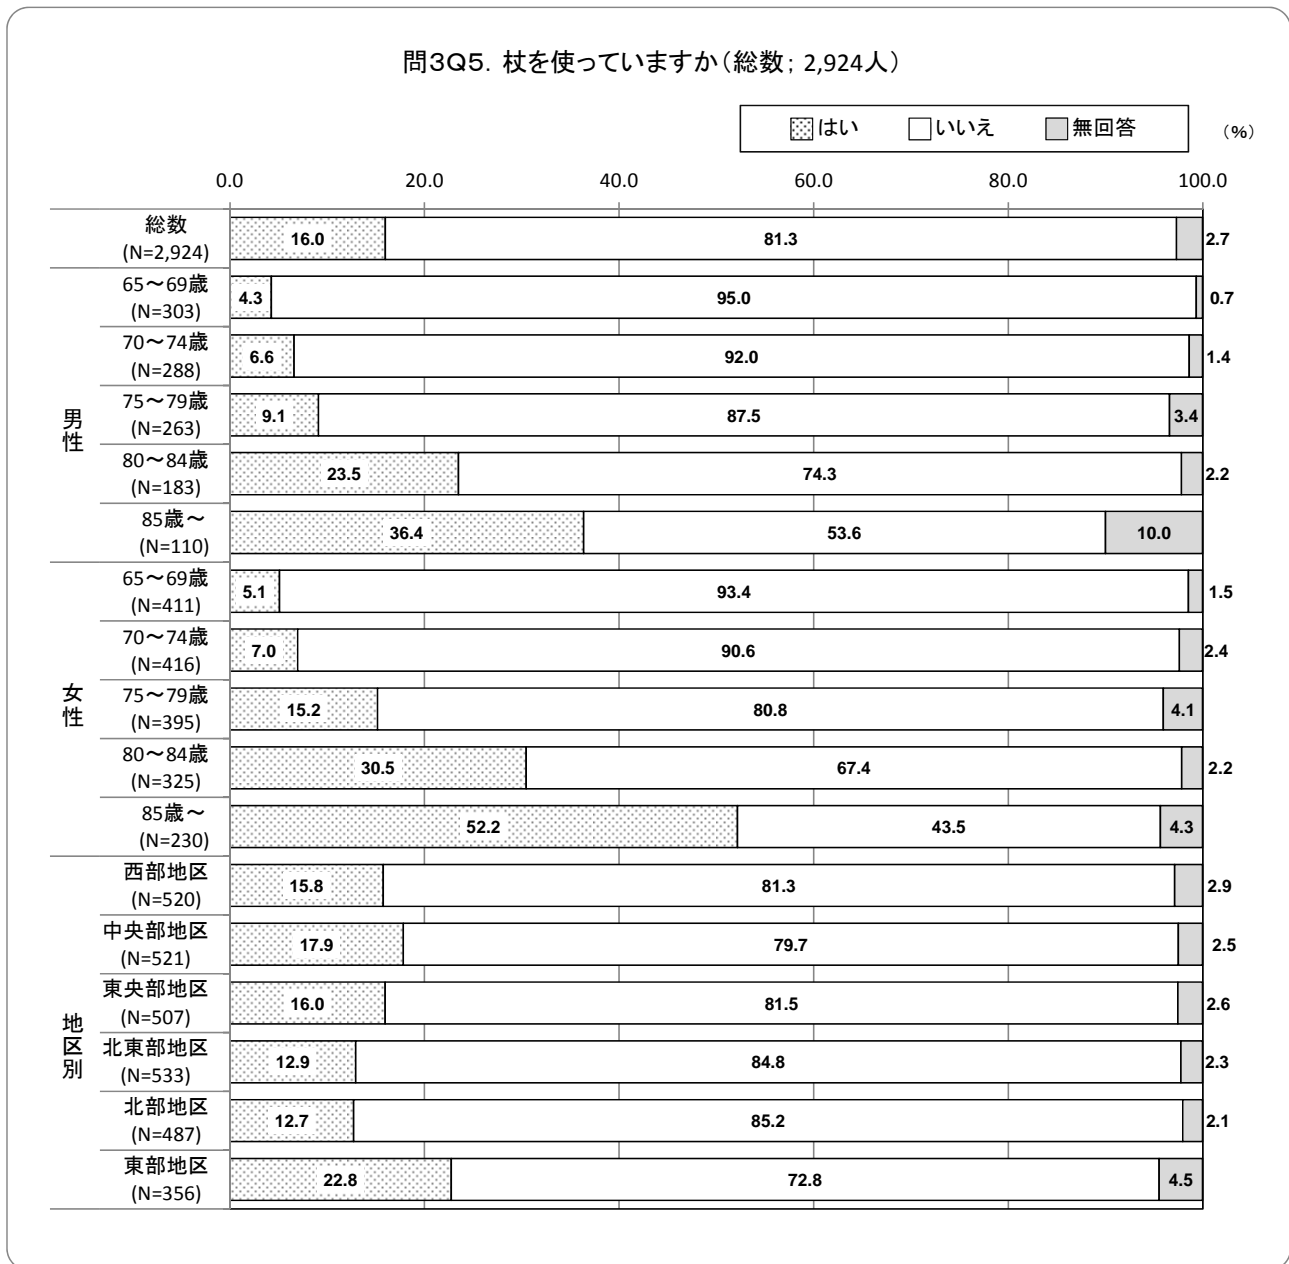 問3Q5. 杖を使っていますか(総数; 2,924人)
はい いいえ 無回答 (%)
0.0 20.0 40.0 60.0 80.0 100.0
総数
(N=2,924)
16.0 81.3 2.7
男性
65~69歳
(N=303)
4.3 95.0 0.7
70~74歳
(N=288)
6.6 92.0 1.4
75~79歳
(N=263)
9.1 87.5 3.4
80~84歳
(N=183)
23.5 74.3 2.2
85歳~
(N=110)
36.4 53.6 10.0
女性
65~69歳
(N=411)
5.1 93.4 1.5
70~74歳
(N=416)
7.0 90.6 2.4
75~79歳
(N=395)
15.2 80.8 4.1
80~84歳
(N=325)
30.5 67.4 2.2
85歳~
(N=230)
52.2 43.5 4.3
地区別
西部地区
(N=520)
15.8 81.3 2.9
中央部地区
(N=521)
17.9 79.7 2.5
東央部地区
(N=507)
16.0 81.5 2.6
北東部地区
(N=533)
12.9 84.8 2.3
北部地区
(N=487)
12.7 85.2 2.1
東部地区
(N=356)
22.8 72.8 4.5